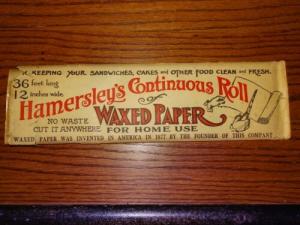 KEEPING YOUR SANDWICHES, CAKES AND OTHER FOOD CLEAN AND FRESH.
36 feet long
12 inches wide.
Hamersley's Continuous Roll
OF
WAXED PAPER
NO WASTE
CUT IT ANYWHERE
FOR HOME USE
WAXED PAPER WAS INVENTED IN AMERICA IN 1877 BY THE FOUNDER OF THIS COMPANY